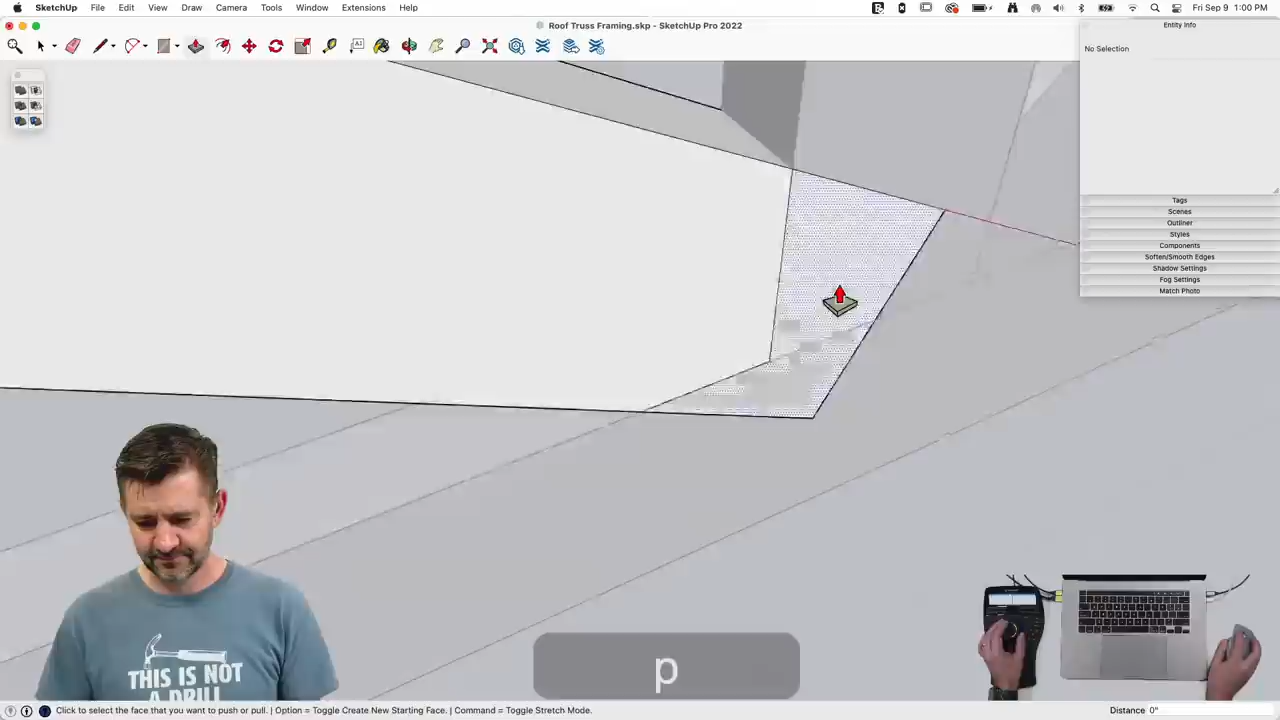 SketchUp File Edit View Draw Camera Tools Window Extensions Help
Fri Sep 9 1:00 PM
Roof Truss Framing.skp - SketchUp Pro 2022
Entity Info
No Selection
Tags
Scenes
Outliner
Styles
Components
Soften/Smooth Edges
Shadow Settings
Fog Settings
Match Photo
THIS IS NOT
A DRILL
p
Click to select the face that you want to push or pull. | Option = Toggle Create New Starting Face. | Command = Toggle Stretch Mode.
Distance 0"